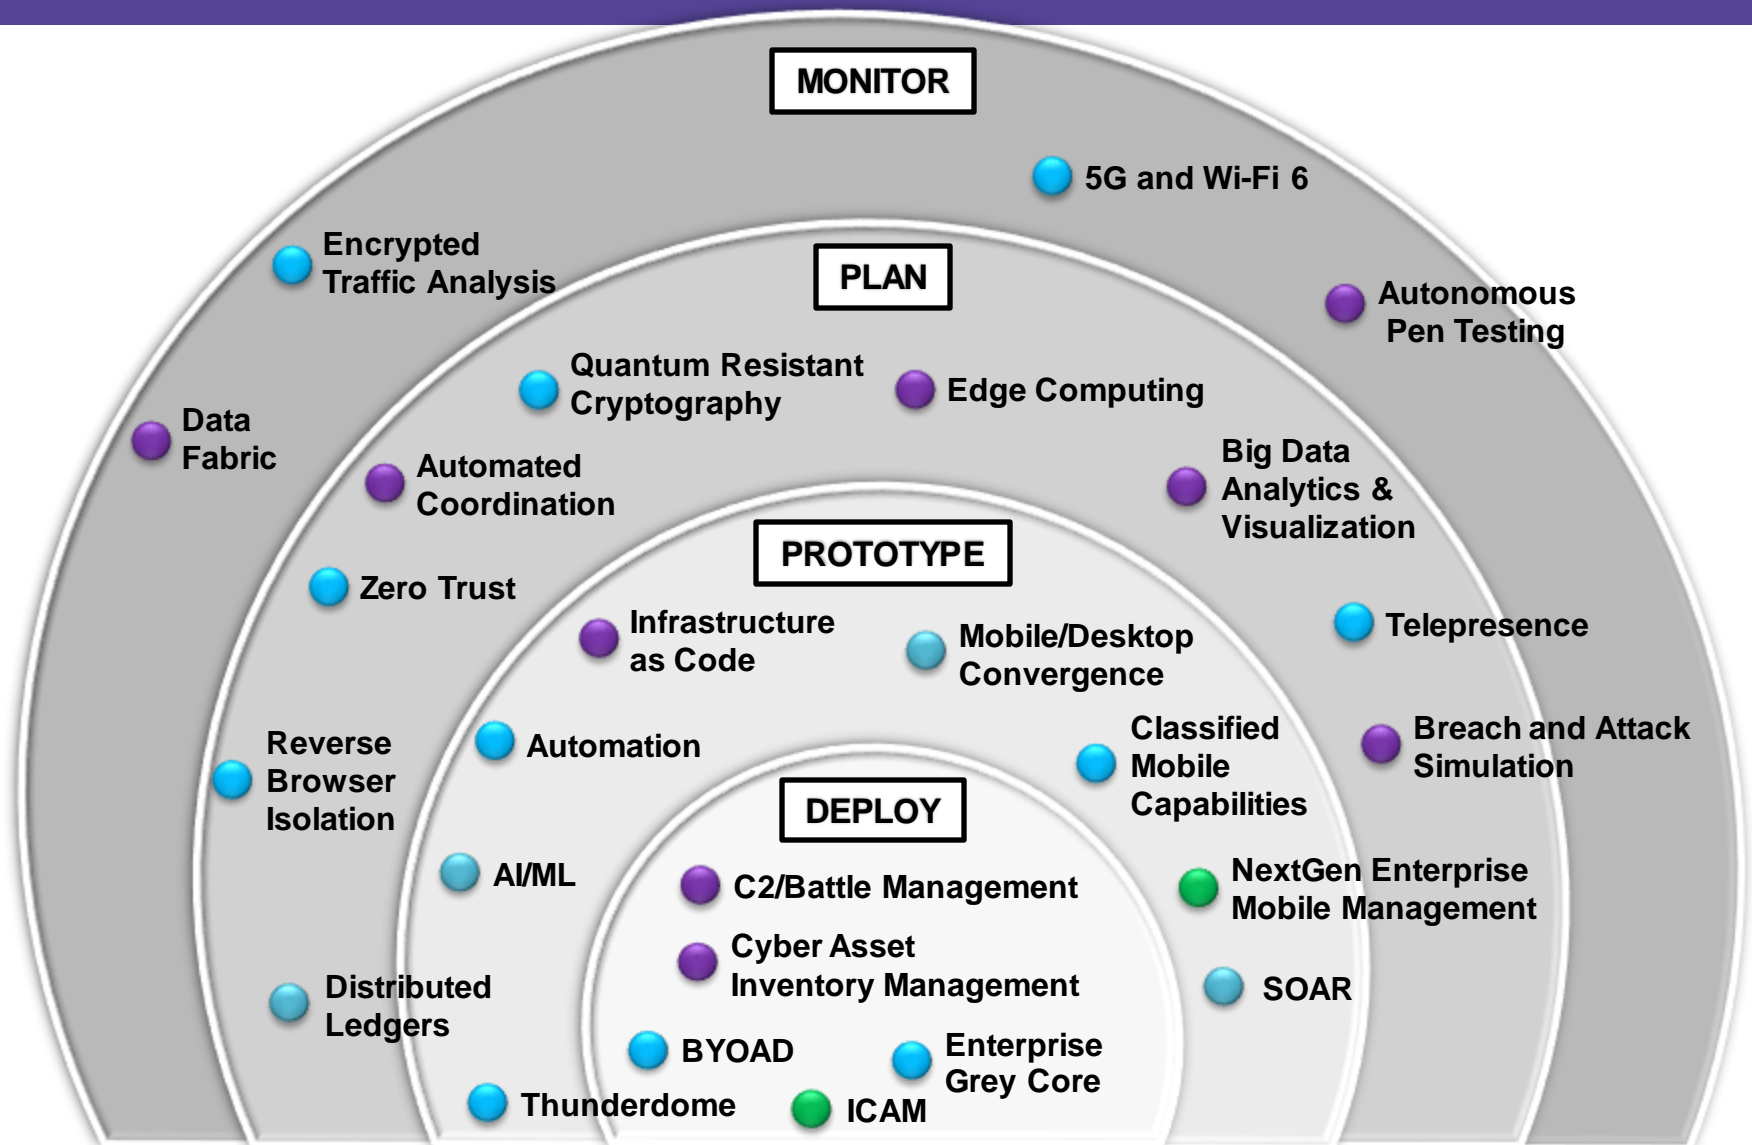 MONITOR
5G and Wi-Fi 6
Encrypted
Traffic Analysis
Autonomous
Pen Testing
Data
Fabric
PLAN
Quantum Resistant
Cryptography
Edge Computing
Automated
Coordination
Big Data
Analytics &
Visualization
Zero Trust
Telepresence
Reverse
Browser
Isolation
Breach and Attack
Simulation
Distributed
Ledgers
PROTOTYPE
Infrastructure
as Code
Mobile/Desktop
Convergence
Automation
Classified
Mobile
Capabilities
AI/ML
NextGen Enterprise
Mobile Management
SOAR
Thunderdome
DEPLOY
C2/Battle Management
Cyber Asset
Inventory Management
BYOAD
Enterprise
Grey Core
ICAM